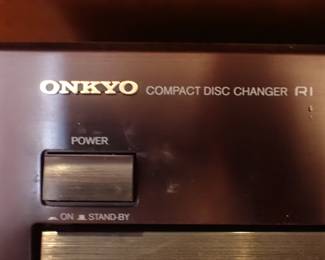 ONKYO COMPACT DISC CHANGER RI
POWER
ON STAND-BY